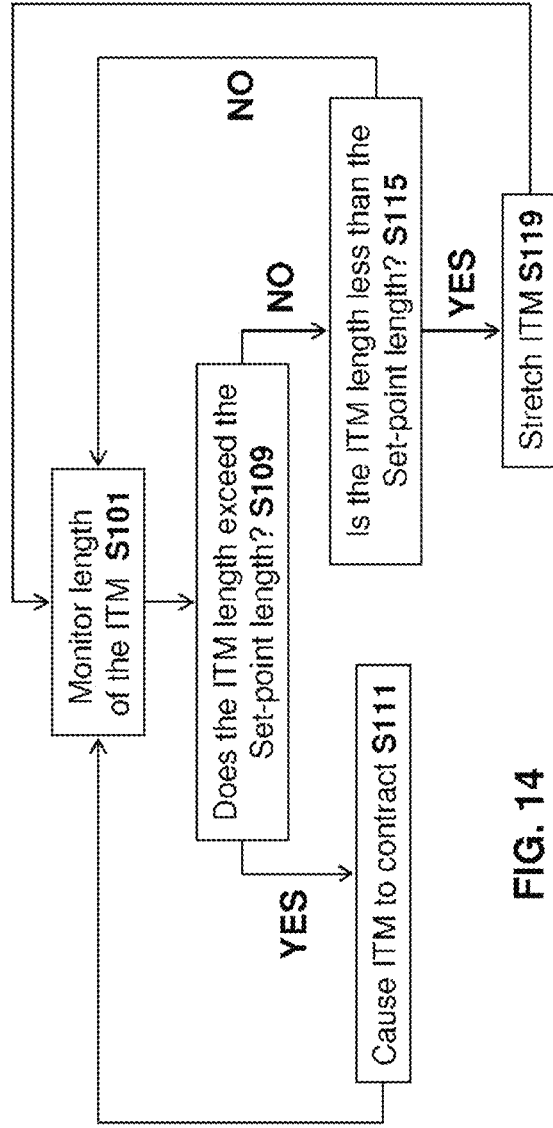 Monitor length
of the ITM S101
Does the ITM length exceed the
Set-point length? S109
YES
NO
Cause ITM to contract S111
Is the ITM length less than the
Set-point length? S115
NO
YES
Stretch ITM S119
FIG. 14